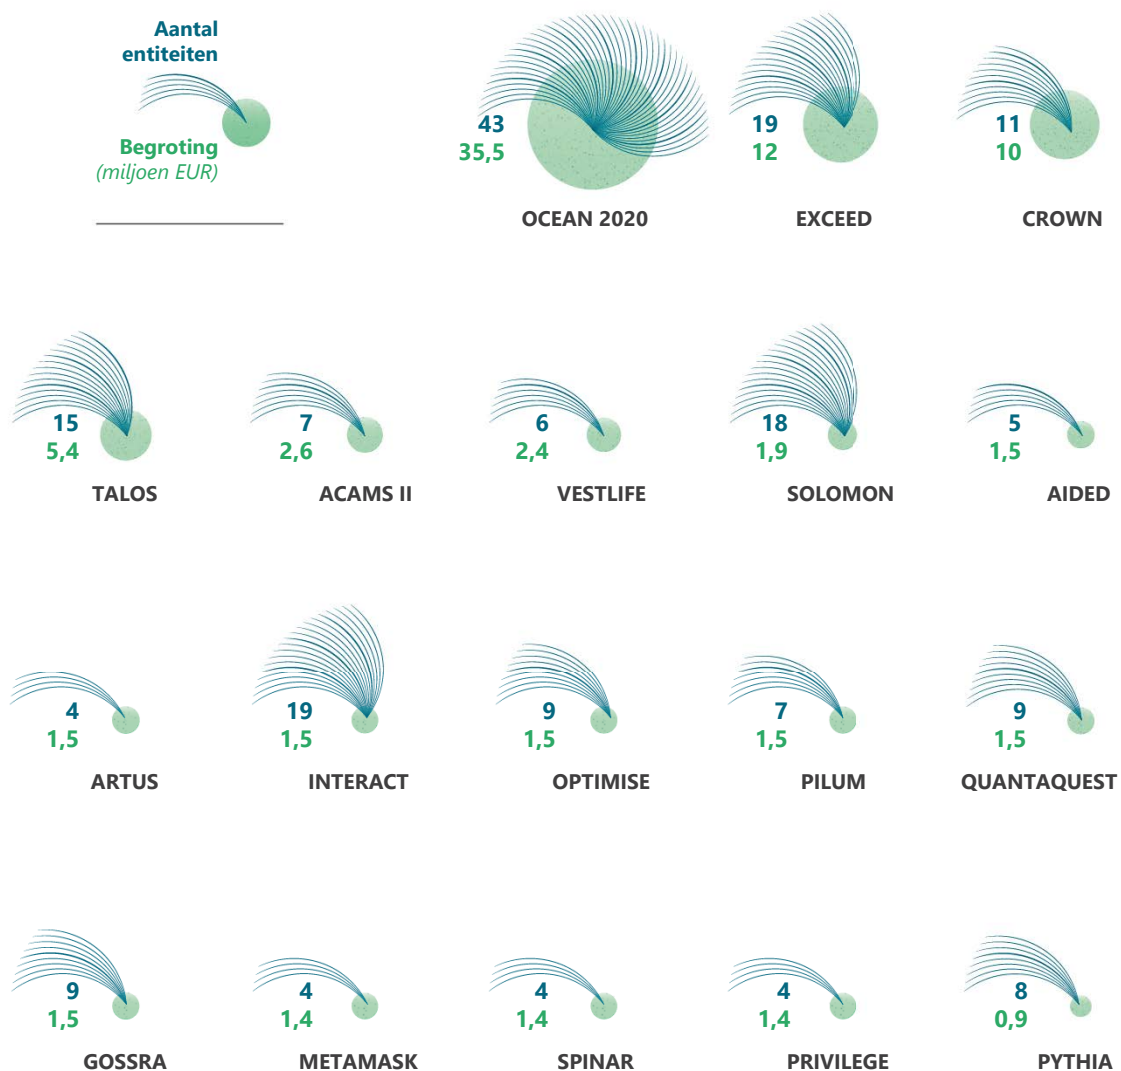 Aantal
entiteiten
Begroting
(miljoen EUR)
43
35,5
OCEAN 2020
19
12
EXCEED
11
10
CROWN
15
5,4
TALOS
7
2,6
ACAMS II
6
2,4
VESTLIFE
18
1,9
SOLOMON
5
1,5
AIDED
4
1,5
ARTUS
19
1,5
INTERACT
9
1,5
OPTIMISE
7
1,5
PILUM
9
1,5
QUANTAQUEST
9
1,5
GOSSRA
4
1,4
METAMASK
4
1,4
SPINAR
4
1,4
PRIVILEGE
8
0,9
PYTHIA